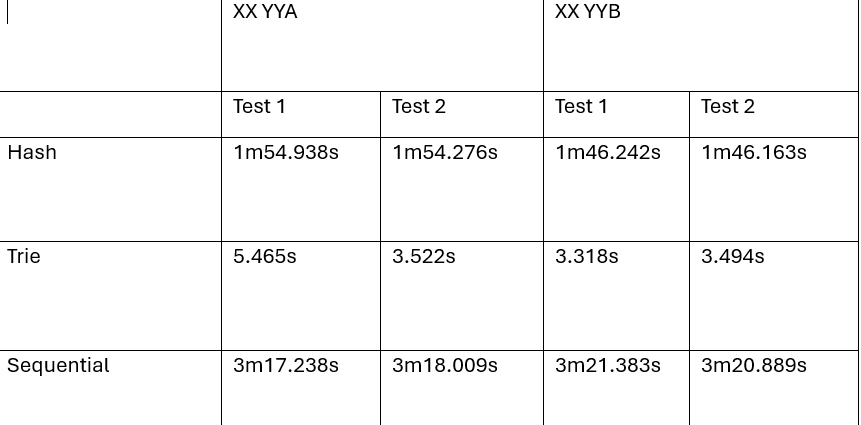 XX YYA XX YYB
Test 1 Test 2 Test 1 Test 2
Hash 1m54.938s 1m54.276s 1m46.242s 1m46.163s
Trie 5.465s 3.522s 3.318s 3.494s
Sequential 3m17.238s 3m18.009s 3m21.383s 3m20.889s